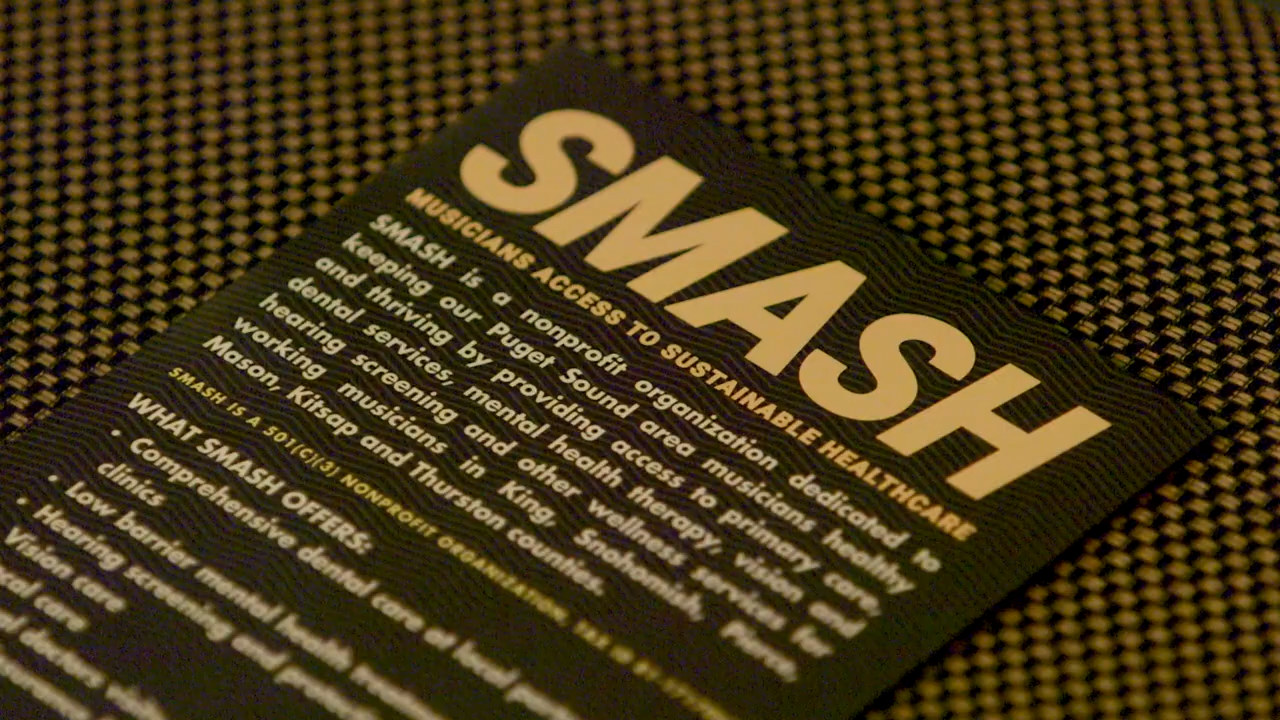 SMASH
MUSICIANS ACCESS TO SUSTAINABLE HEALTHCARE
SMASH is a nonprofit organization dedicated to
keeping our Puget Sound area musicians healthy
and thriving by providing access to primary care,
dental services, mental health therapy, vision and
hearing screening and other wellness services for
working musicians in King, Snohomish, Pierce,
Mason, Kitsap and Thurston counties.
SMASH IS A 501(C)(3) NONPROFIT ORGANIZATION, TAX ID
WHAT SMASH OFFERS:
• Comprehensive dental care at local
clinics
• Low barrier mental health
• Hearing screening and
Vision care
care